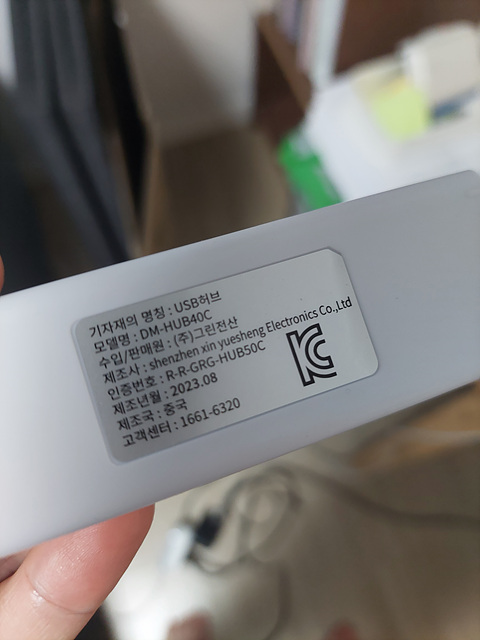 기자재의 명칭 : USB허브
모델명 : DM-HUB40C
수입/판매원 : (주)그린전산
제조사 : shenzhen xin yuesheng Electronics Co.,Ltd
인증번호 : R-R-GRG-HUB50C
제조년월 : 2023.08
제조국 : 중국
고객센터 : 1661-6320